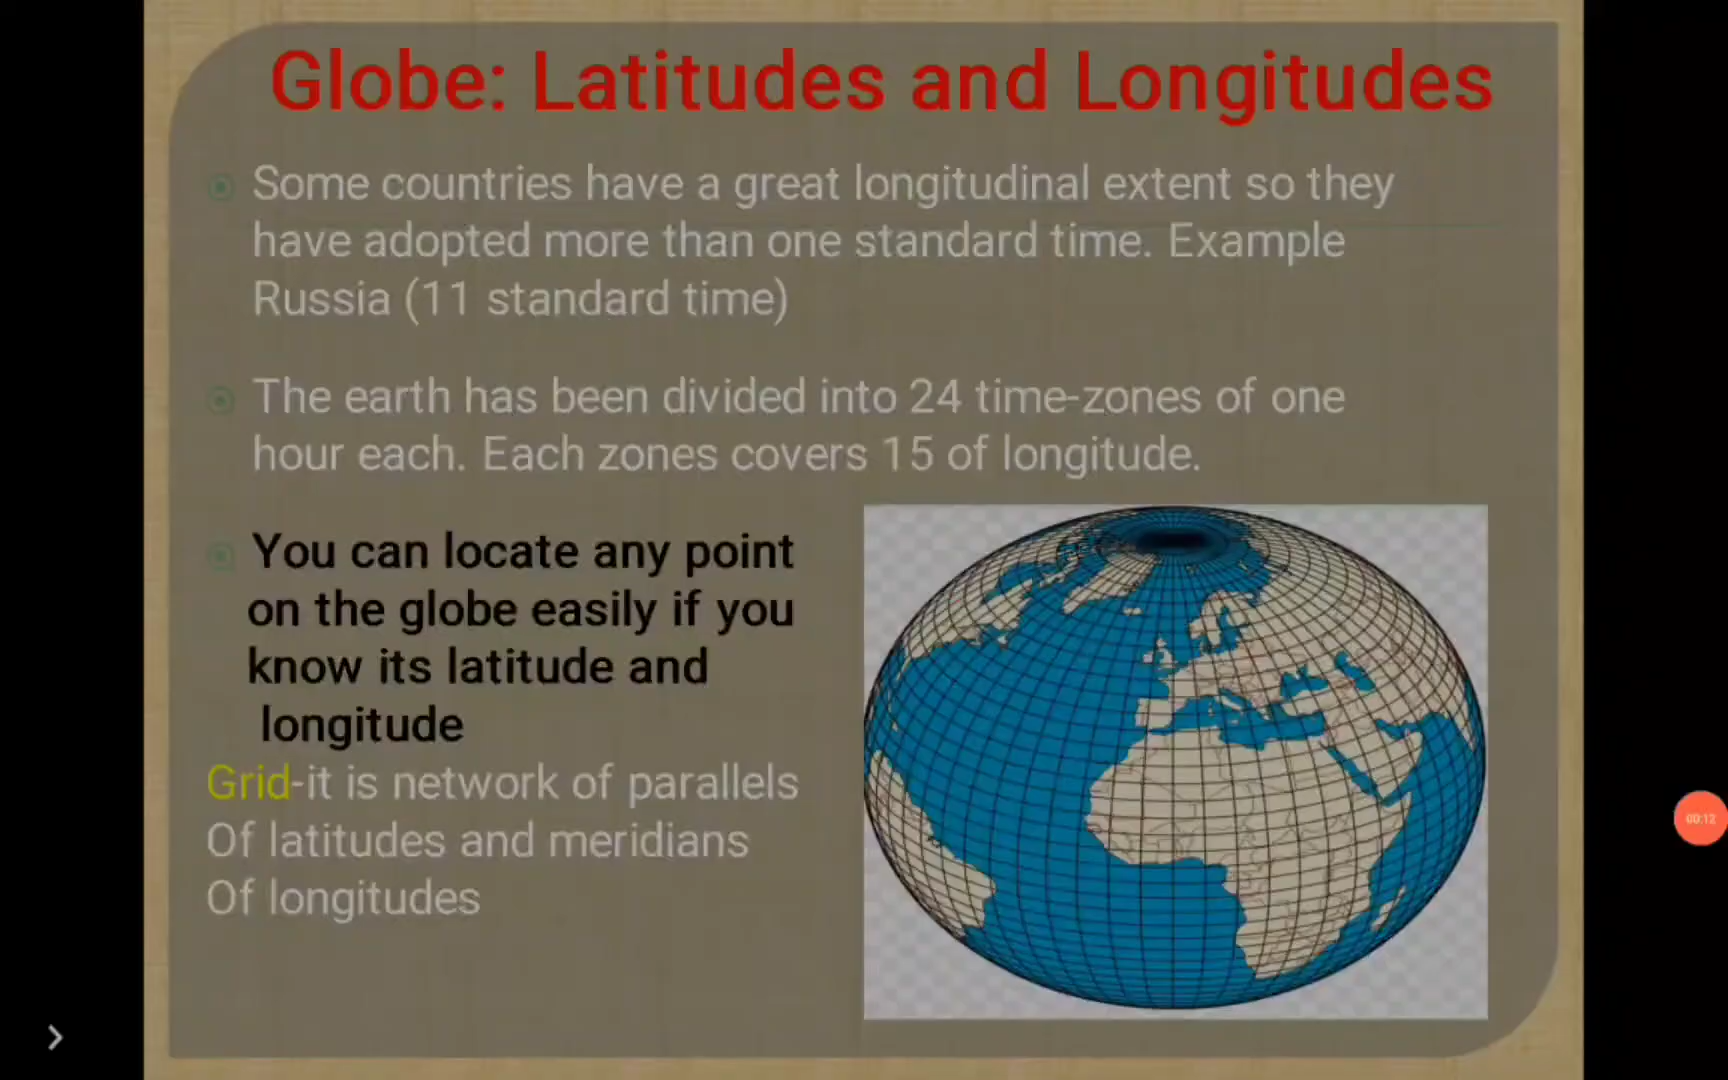 Globe: Latitudes and Longitudes
Some countries have a great longitudinal extent so they
have adopted more than one standard time. Example
Russia (11 standard time)
The earth has been divided into 24 time-zones of one
hour each. Each zones covers 15 of longitude.
You can locate any point
on the globe easily if you
know its latitude and
longitude
Grid-it is network of parallels
Of latitudes and meridians
Of longitudes
00:12